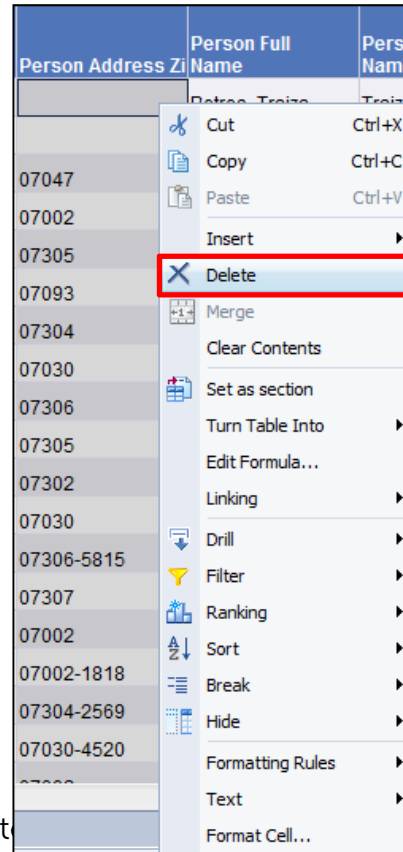 Person Address Zi
Person Full
Name
Pers
Nam
07047
07002
07305
07093
07304
07030
07306
07305
07302
07030
07306-5815
07307
07002
07002-1818
07304-2569
07030-4520
Cut Ctrl+X
Copy Ctrl+C
Paste Ctrl+V
Insert
Delete
Merge
Clear Contents
Set as section
Turn Table Into
Edit Formula...
Linking
Drill
Filter
Ranking
Sort
Break
Hide
Formatting Rules
Text
Format Cell...